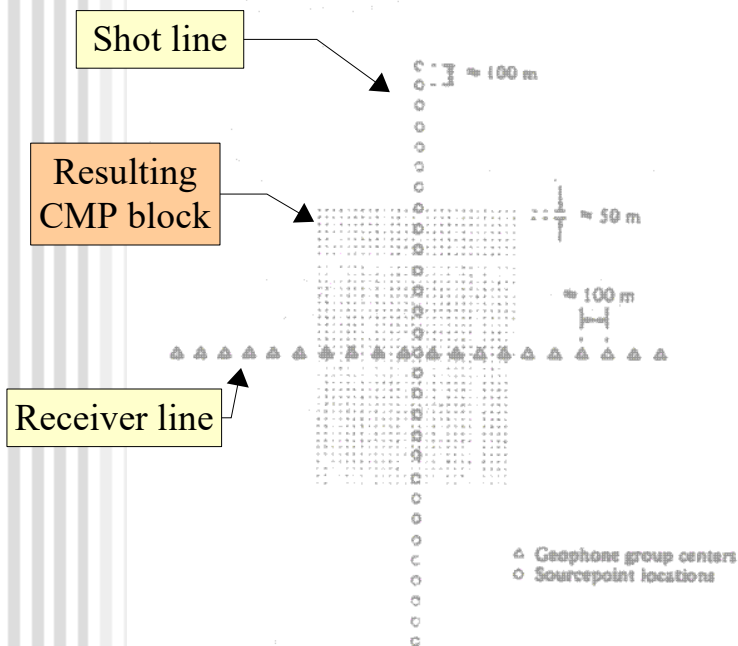 Shot line
≈ 100 m
Resulting
CMP block
≈ 50 m
≈ 100 m
Receiver line
Geophone group centers
Sourcepoint locations